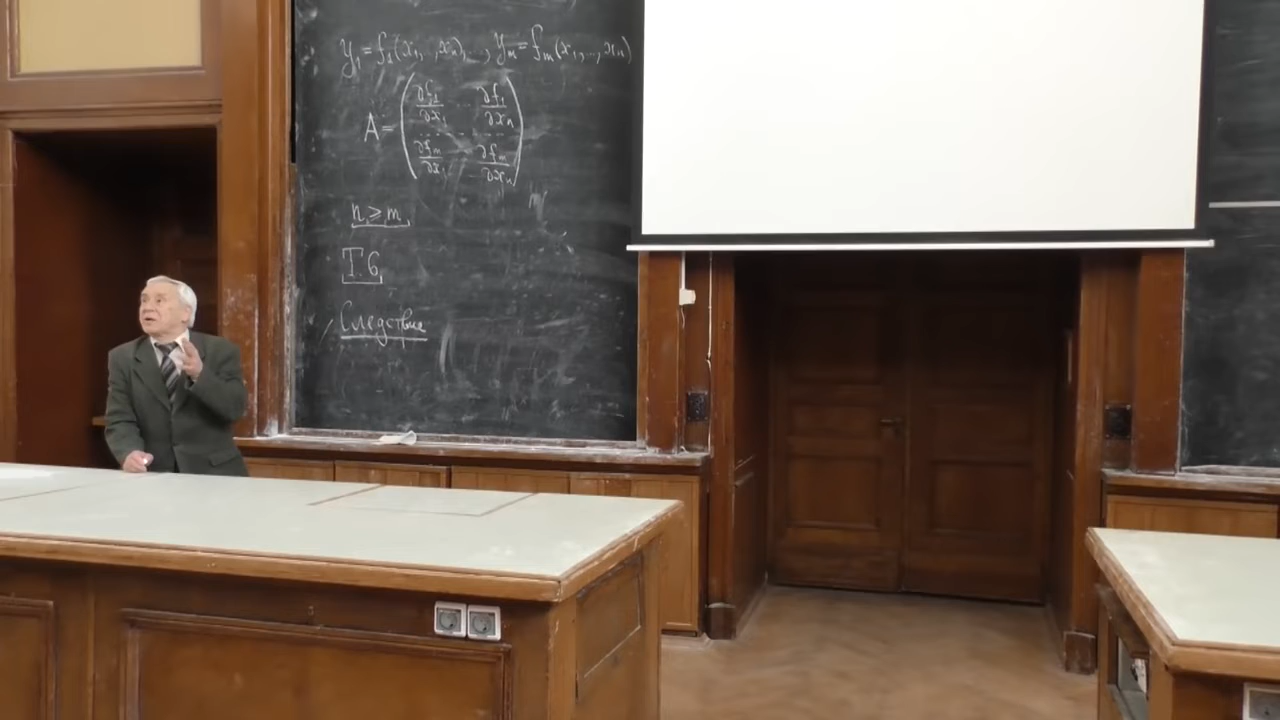 y₁ = f₁(x₁, ,xₙ),..., yₘ = fₘ(x₁,...,xₙ)
A = (∂f₁/∂x₁ ... ∂f₁/∂xₙ
- - - - - -
∂fₘ/∂x₁ ∂fₘ/∂xₙ)
n ≥ m
Т.6
Следствие